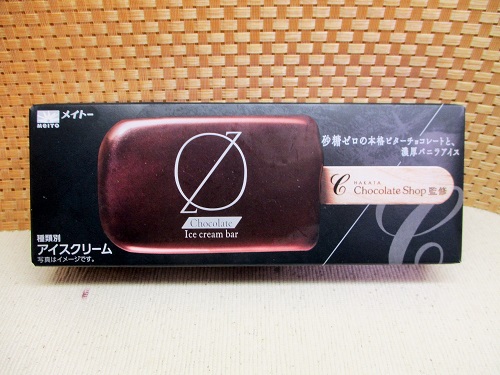 メイトー
MEITO
砂糖ゼロの本格ビターチョコレートと、
濃厚バニラアイス
HAKATA
Chocolate Shop 監修
Ø
Chocolate
Ice cream bar
種類別
アイスクリーム
写真はイメージです。